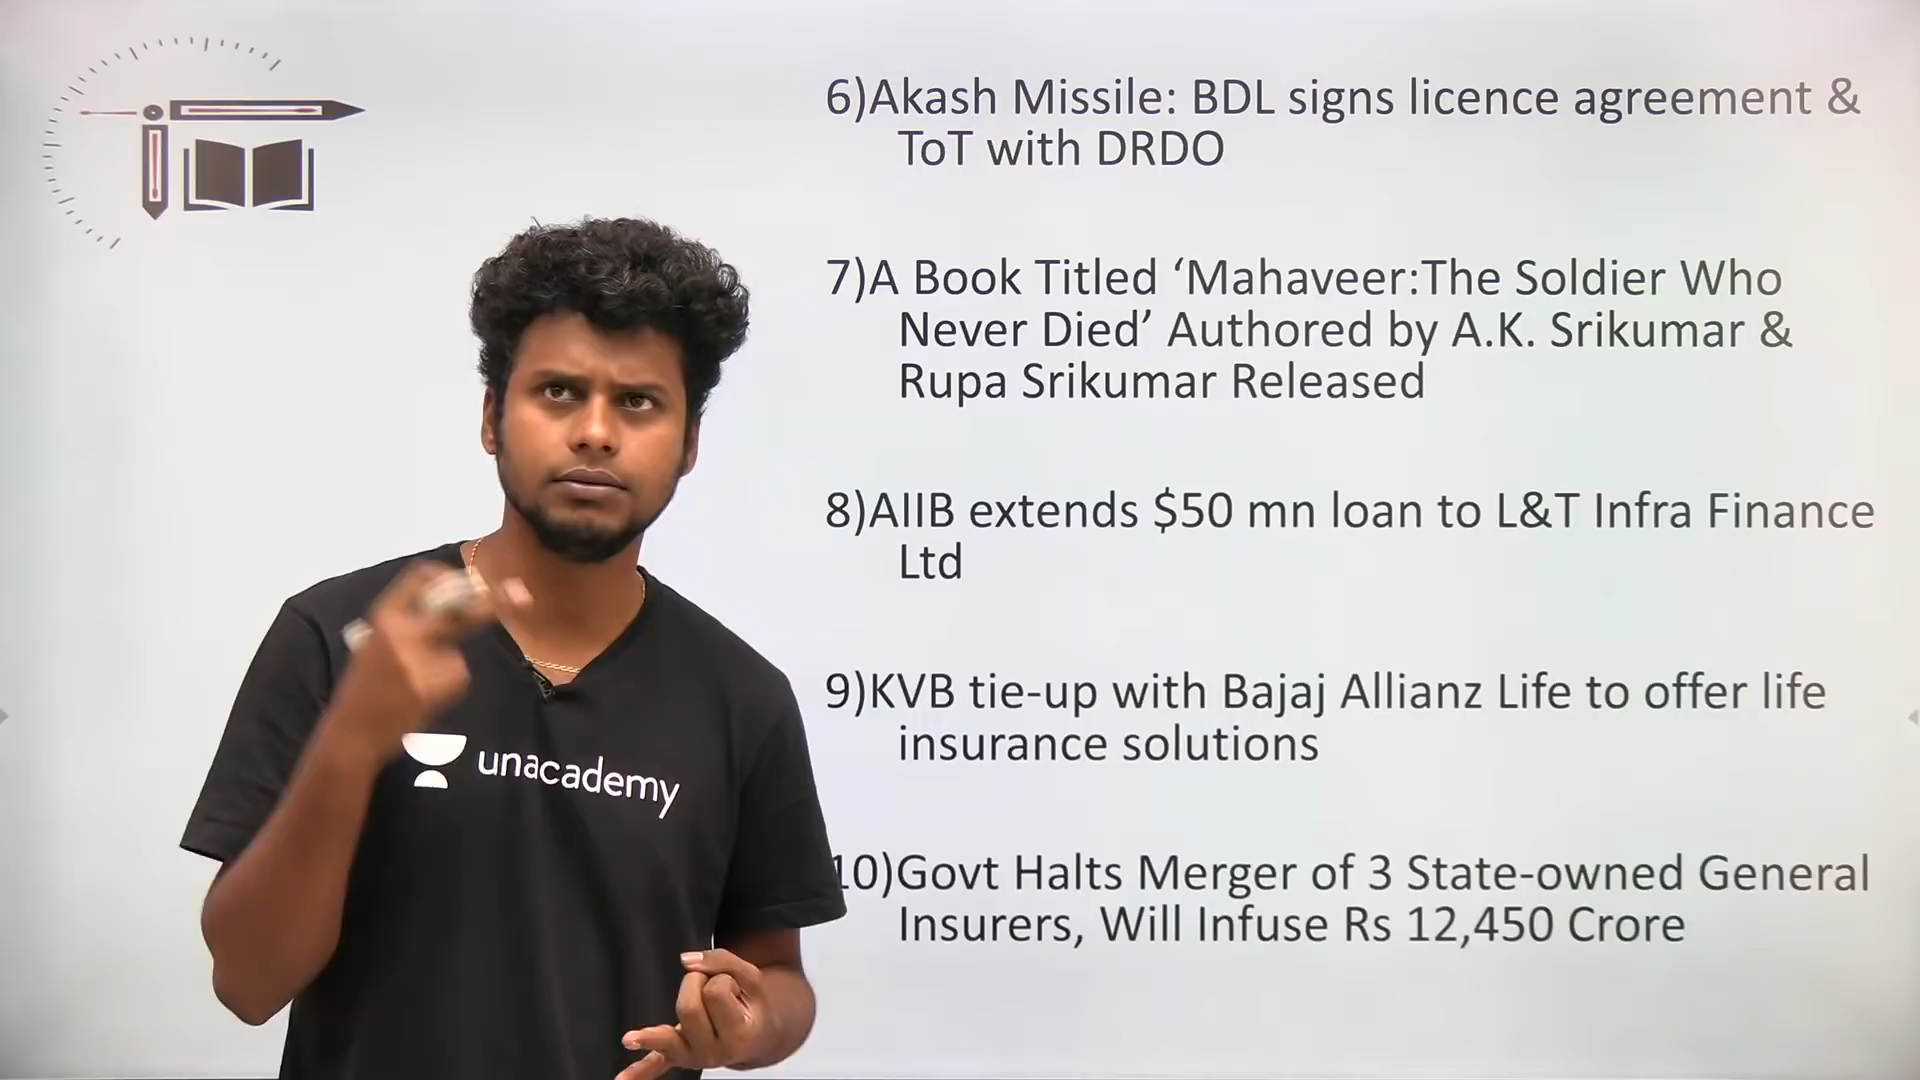 6)Akash Missile: BDL signs licence agreement &
ToT with DRDO
7)A Book Titled ‘Mahaveer:The Soldier Who
Never Died’ Authored by A.K. Srikumar &
Rupa Srikumar Released
8)AIIB extends $50 mn loan to L&T Infra Finance
Ltd
9)KVB tie-up with Bajaj Allianz Life to offer life
insurance solutions
10)Govt Halts Merger of 3 State-owned General
Insurers, Will Infuse Rs 12,450 Crore
unacademy